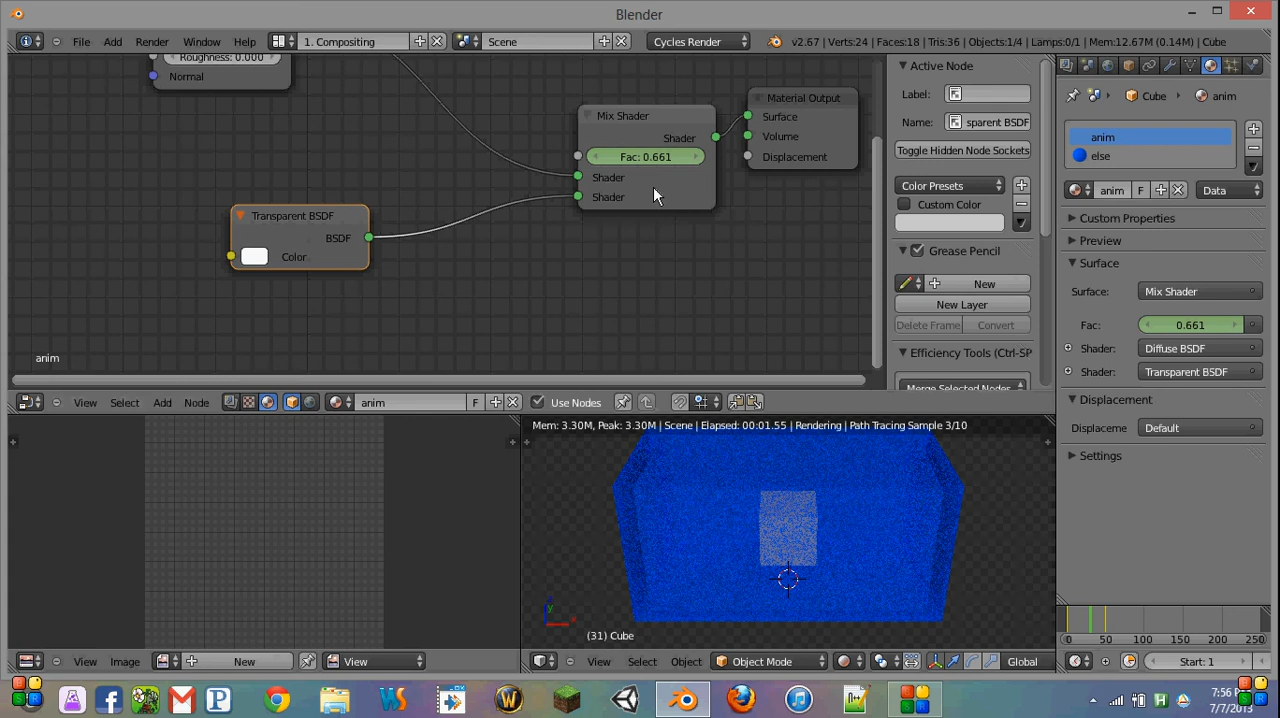 Blender
File Add Render Window Help 1. Compositing Scene Cycles Render v2.67 | Verts:24 | Faces:18 | Tris:36 | Objects:1/4 | Lamps:0/1 | Mem:12.67M (0.14M) | Cube
Roughness: 0.000
Normal
Mix Shader
Shader
Fac: 0.661
Shader
Shader
Material Output
Surface
Volume
Displacement
Transparent BSDF
BSDF
Color
anim
Active Node
Label:
Name: sparent BSDF
Toggle Hidden Node Sockets
Color Presets
Custom Color
Grease Pencil
New
New Layer
Delete Frame Convert
Efficiency Tools (Ctrl-SP
Merge Selected Nodes
Cube anim
anim
else
anim F Data
Custom Properties
Preview
Surface
Surface: Mix Shader
Fac: 0.661
Shader: Diffuse BSDF
Shader: Transparent BSDF
Displacement
Displaceme Default
Settings
View Select Add Node anim F Use Nodes
Mem: 3.30M, Peak: 3.30M | Scene | Elapsed: 00:01.55 | Rendering | Path Tracing Sample 3/10
y
(31) Cube
View Image New View
View Select Object Object Mode Global
0 50 100 150 200 250
Start: 1
7:56 P
7/7/2013